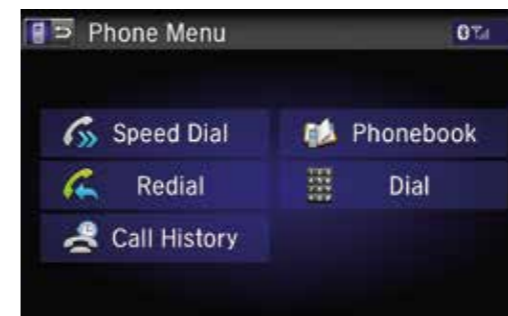 Phone Menu
Speed Dial
Phonebook
Redial
Dial
Call History